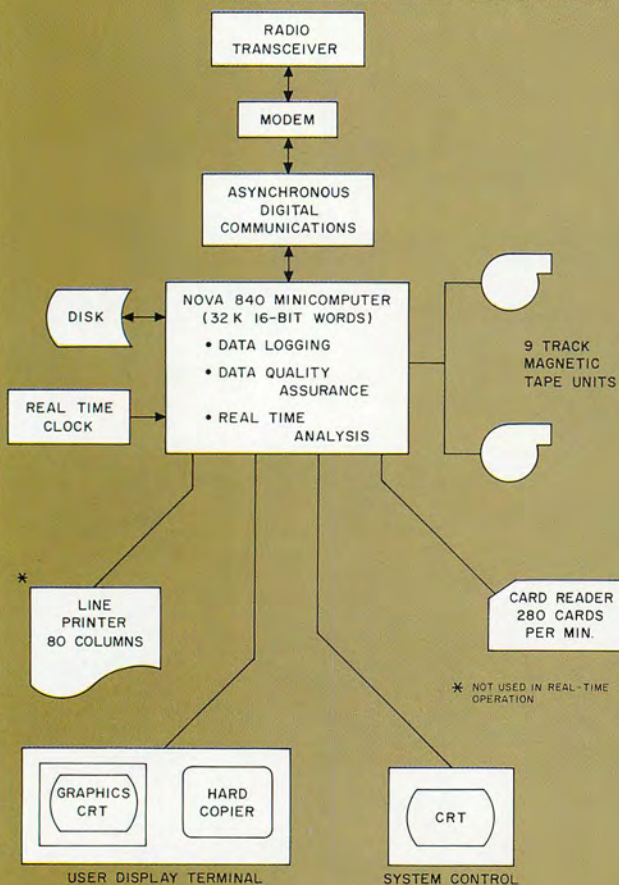 RADIO
TRANSCEIVER
MODEM
ASYNCHRONOUS
DIGITAL
COMMUNICATIONS
DISK
NOVA 840 MINICOMPUTER
(32K 16-BIT WORDS)
• DATA LOGGING
• DATA QUALITY
ASSURANCE
• REAL TIME
ANALYSIS
9 TRACK
MAGNETIC
TAPE UNITS
REAL TIME
CLOCK
*
LINE
PRINTER
80 COLUMNS
CARD READER
280 CARDS
PER MIN.
* NOT USED IN REAL-TIME
OPERATION
GRAPHICS
CRT
HARD
COPIER
CRT
USER DISPLAY TERMINAL
SYSTEM CONTROL